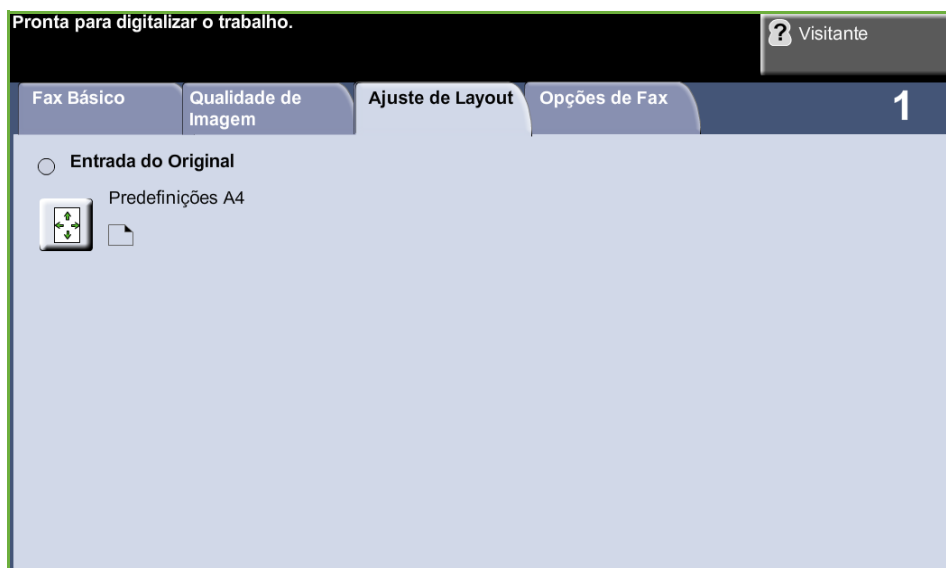 Pronta para digitalizar o trabalho.
? Visitante
Fax Básico
Qualidade de
Imagem
Ajuste de Layout
Opções de Fax
1
Entrada do Original
Predefinições A4